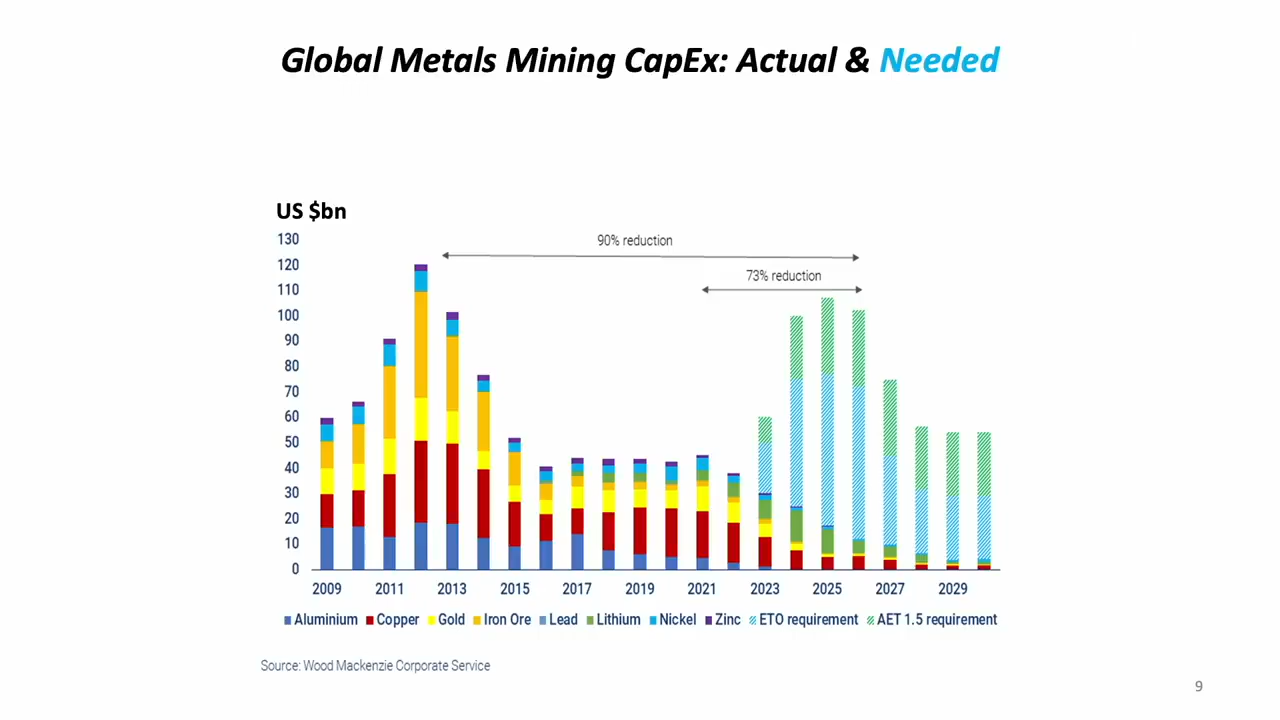 Global Metals Mining CapEx: Actual & Needed
US $bn
130
120
110
100
90
80
70
60
50
40
30
20
10
0
90% reduction
73% reduction
2009 2011 2013 2015 2017 2019 2021 2023 2025 2027 2029
Aluminium Copper Gold Iron Ore Lead Lithium Nickel Zinc ETO requirement AET 1.5 requirement
Source: Wood Mackenzie Corporate Service
9